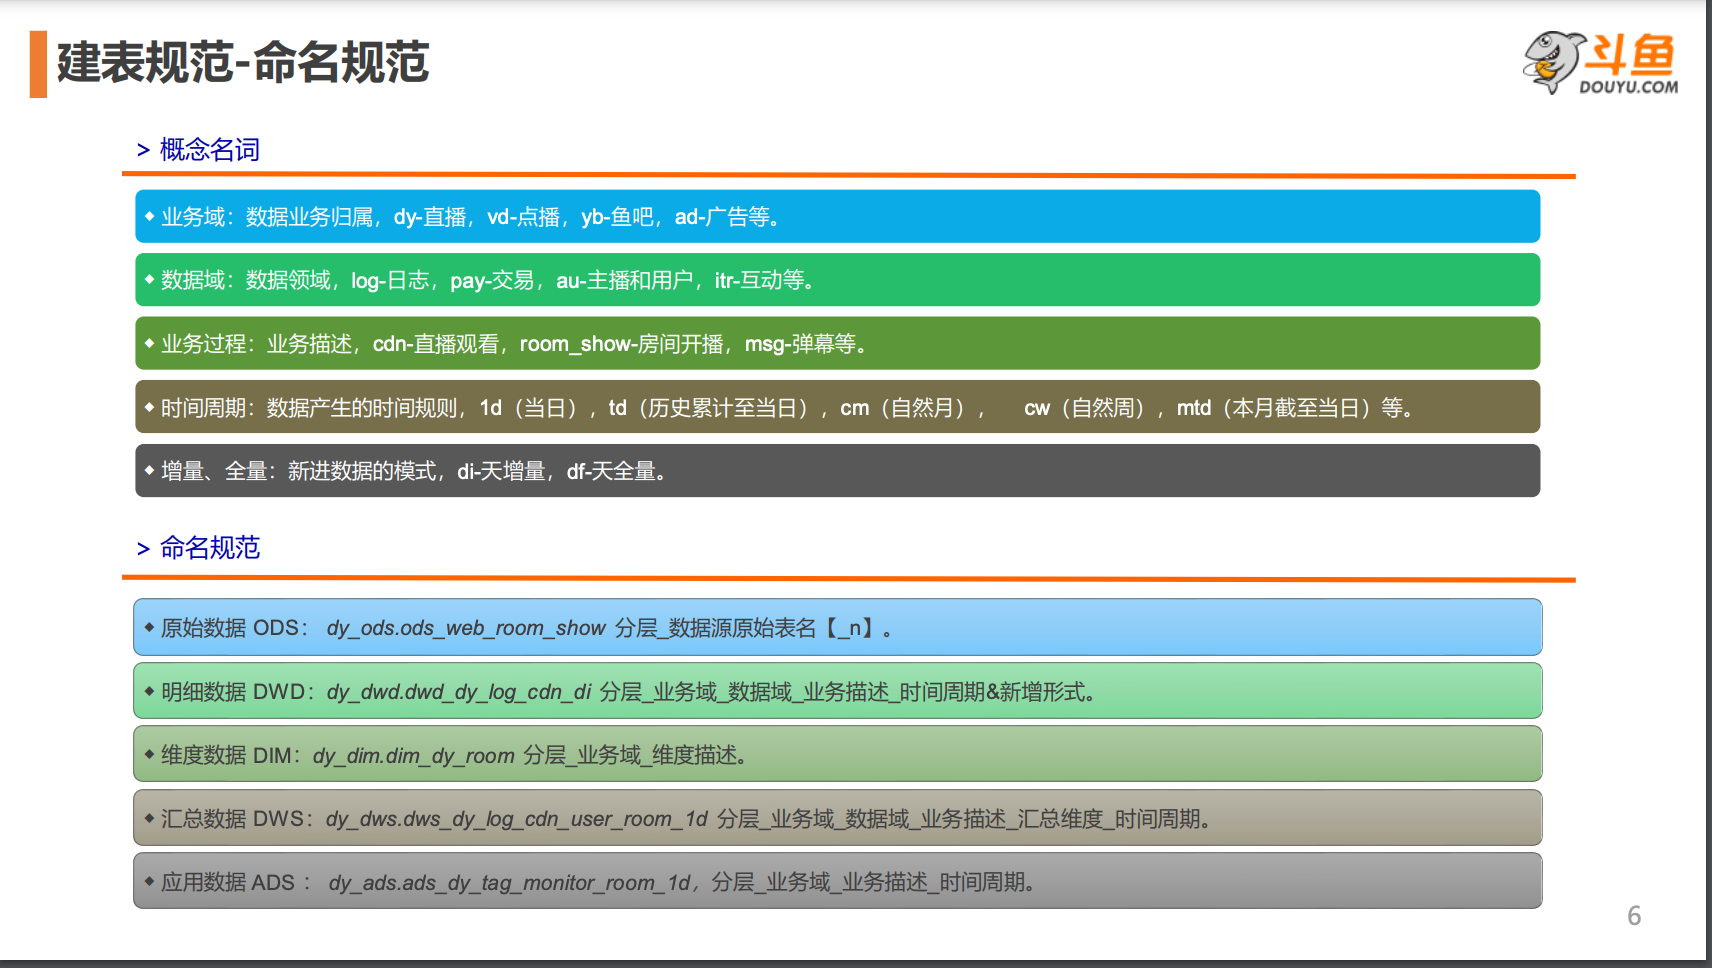 建表规范-命名规范
斗鱼
DOUYU.COM
> 概念名词
◆ 业务域：数据业务归属，dy-直播，vd-点播，yb-鱼吧，ad-广告等。
◆ 数据域：数据领域，log-日志，pay-交易，au-主播和用户，itr-互动等。
◆ 业务过程：业务描述，cdn-直播观看，room_show-房间开播，msg-弹幕等。
◆ 时间周期：数据产生的时间规则，1d（当日），td（历史累计至当日），cm（自然月）， cw（自然周），mtd（本月截至当日）等。
◆ 增量、全量：新进数据的模式，di-天增量，df-天全量。
> 命名规范
◆ 原始数据 ODS： dy_ods.ods_web_room_show 分层_数据源原始表名【_n】。
◆ 明细数据 DWD：dy_dwd.dwd_dy_log_cdn_di 分层_业务域_数据域_业务描述_时间周期&新增形式。
◆ 维度数据 DIM：dy_dim.dim_dy_room 分层_业务域_维度描述。
◆ 汇总数据 DWS：dy_dws.dws_dy_log_cdn_user_room_1d 分层_业务域_数据域_业务描述_汇总维度_时间周期。
◆ 应用数据 ADS ： dy_ads.ads_dy_tag_monitor_room_1d，分层_业务域_业务描述_时间周期。
6